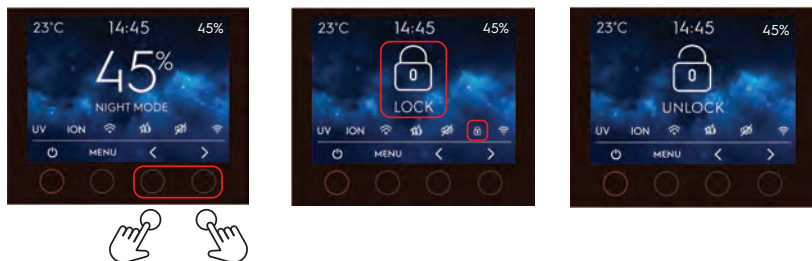 23°C 14:45 45%
45%
NIGHT MODE
UV ION
MENU < >
23°C 14:45 45%
LOCK
UV ION
MENU < >
23°C 14:45 45%
UNLOCK
UV ION
MENU < >